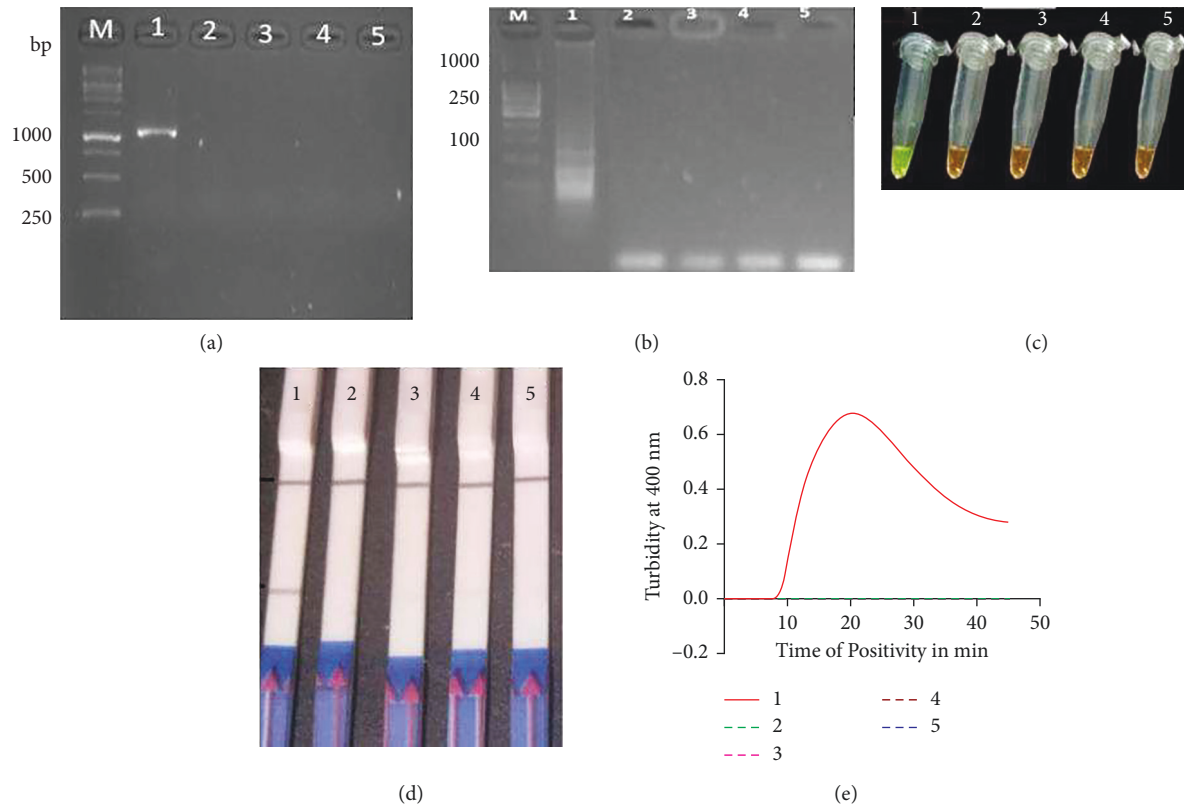 bp
M 1 2 3 4 5
1000
500
250
(a)
M 1 2 3 4 5
1000
250
100
(b)
1 2 3 4 5
(c)
1 2 3 4 5
(d)
Turbidity at 400 nm
0.8
0.6
0.4
0.2
0.0
–0.2
10 20 30 40 50
Time of Positivity in min
1 4
2 5
3
(e)